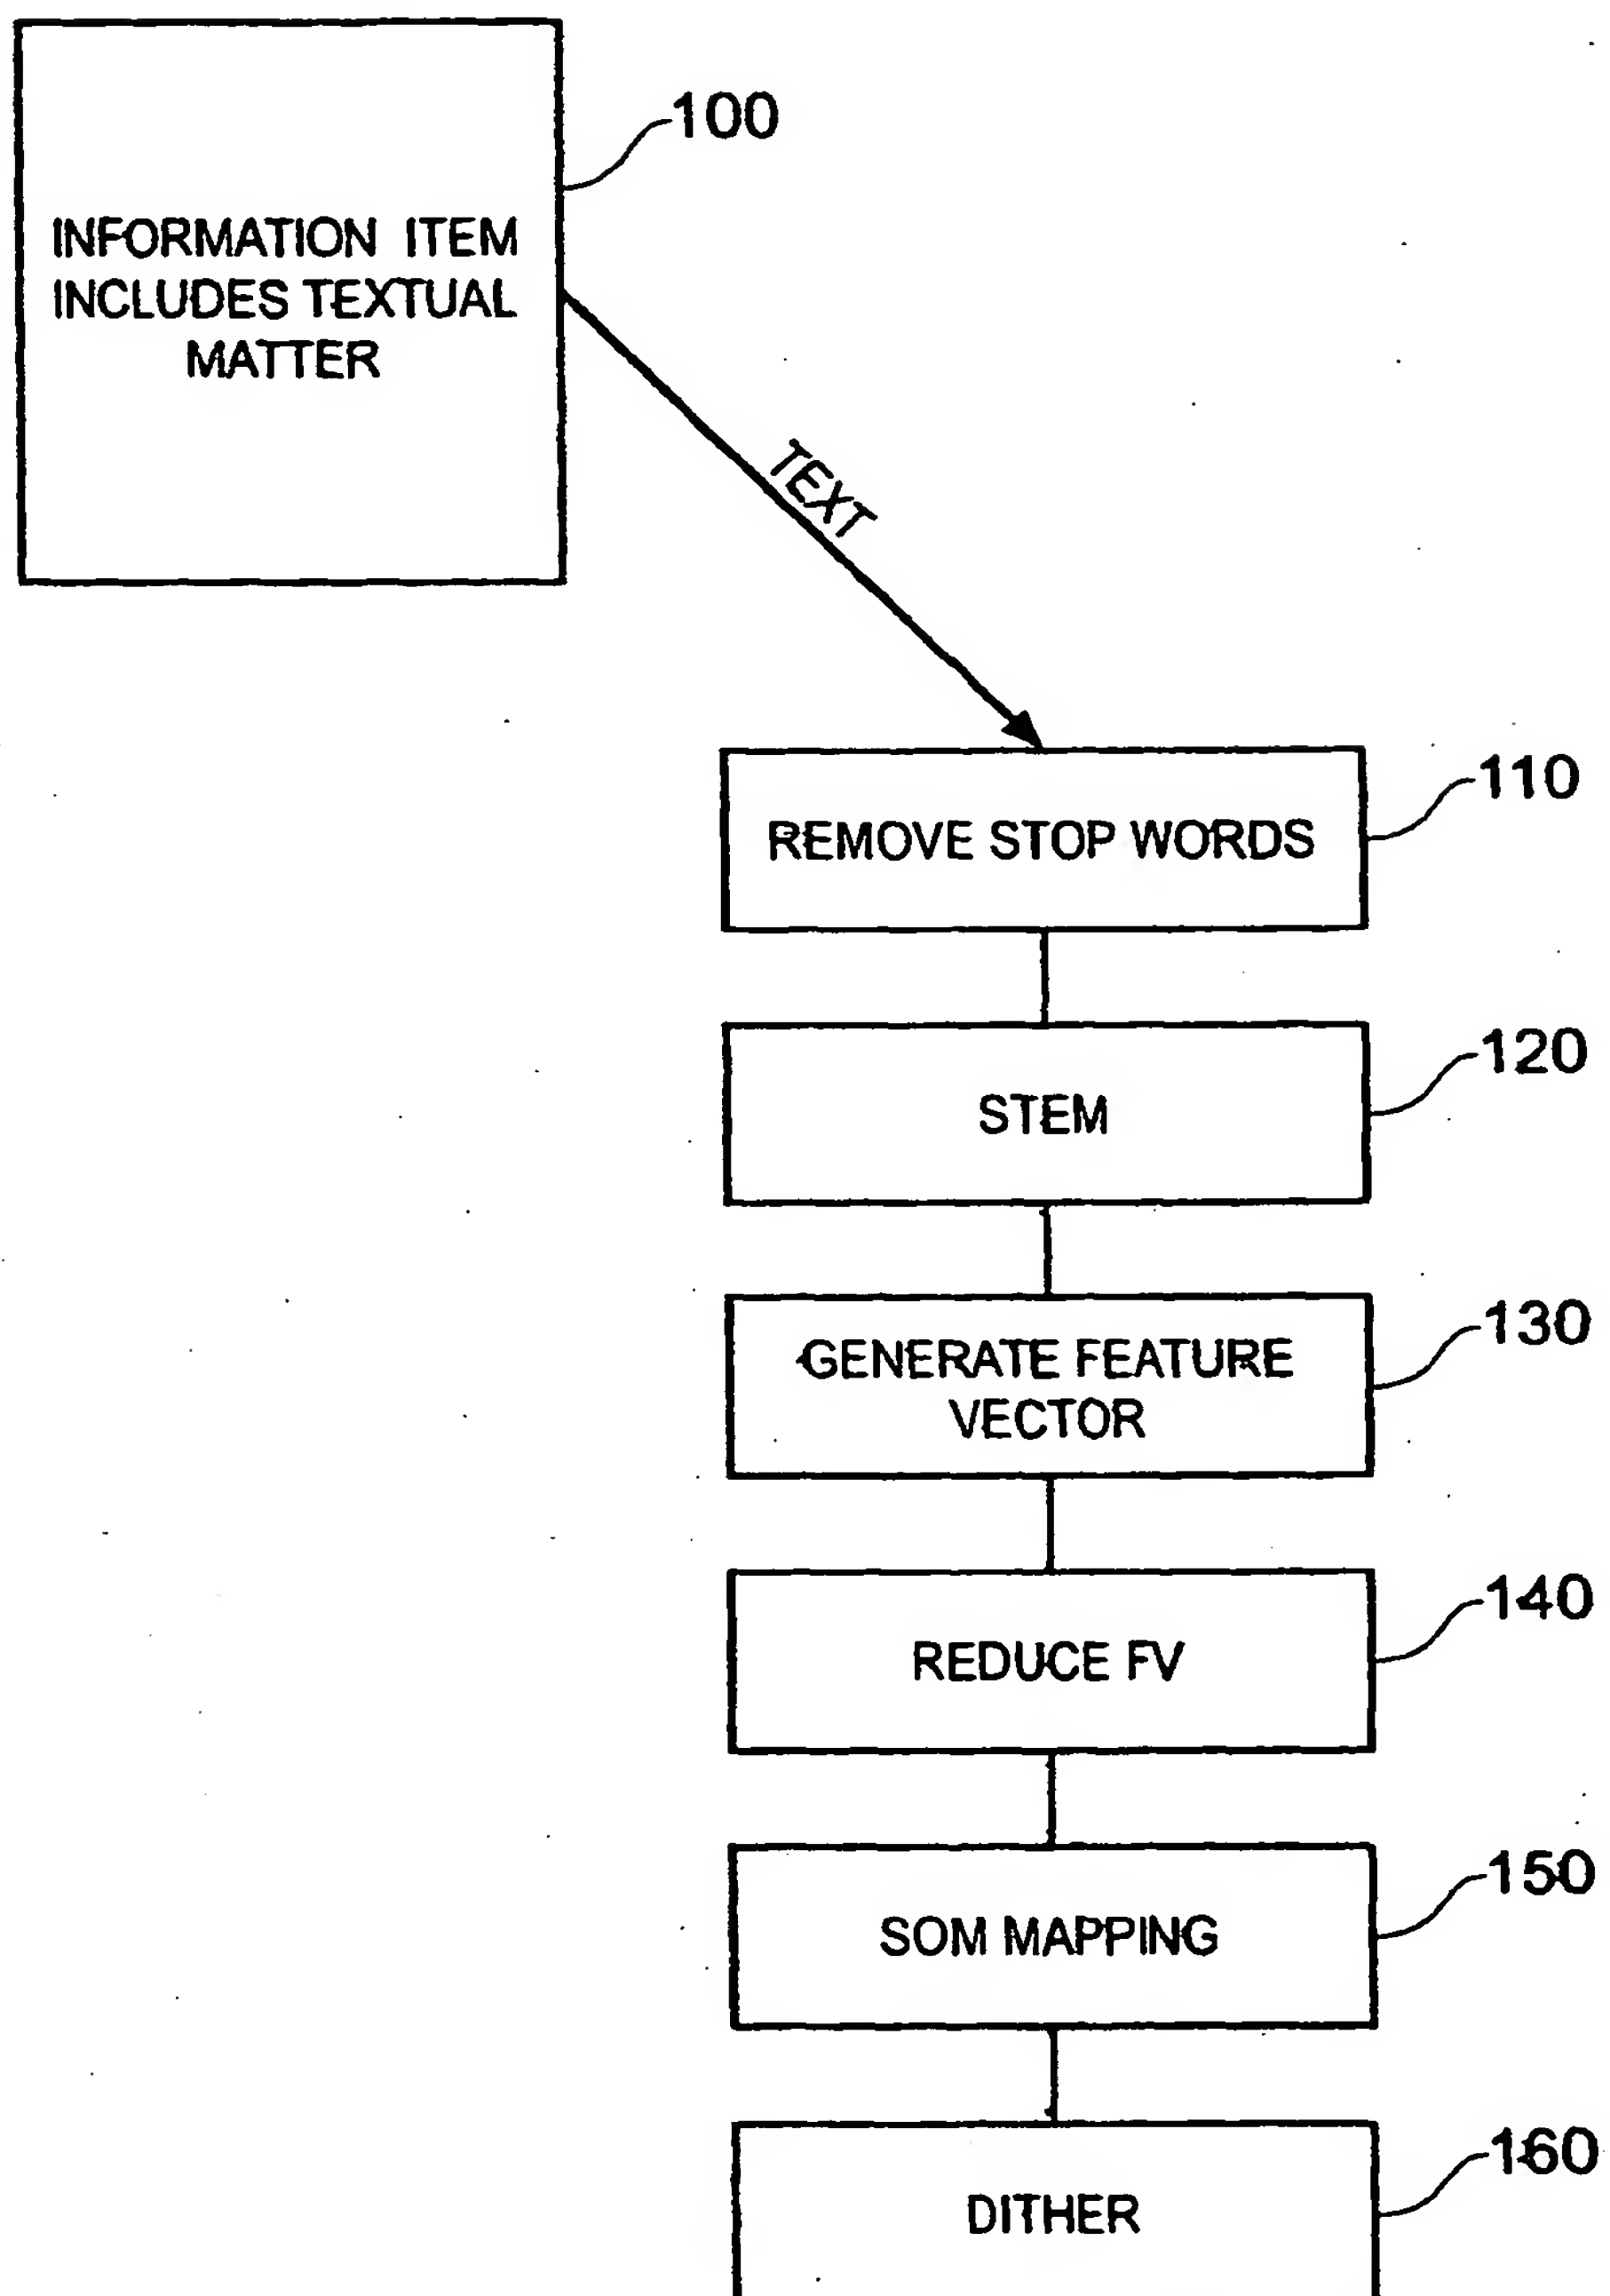 100
INFORMATION ITEM
INCLUDES TEXTUAL
MATTER
TEXT
110
REMOVE STOP WORDS
120
STEM
130
GENERATE FEATURE
VECTOR
140
REDUCE FV
150
SOM MAPPING
160
DITHER